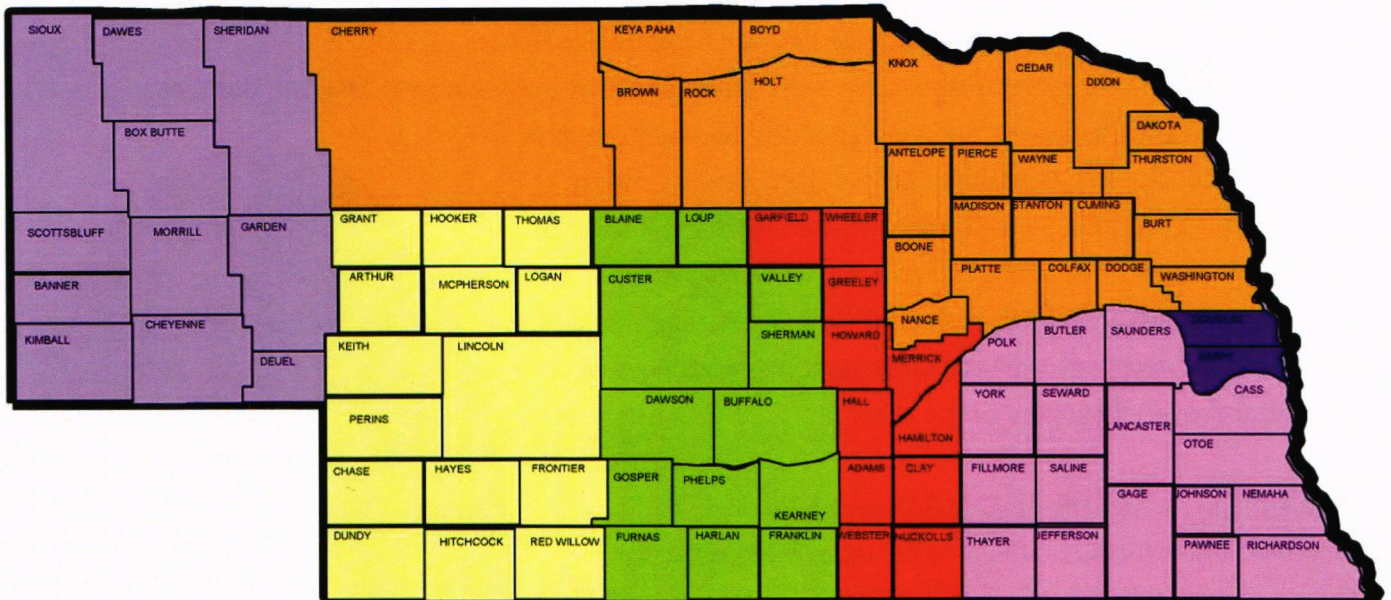 SIOUX
DAWES
SHERIDAN
CHERRY
KEYA PAHA
BOYD
KNOX
CEDAR
DIXON
BOX BUTTE
BROWN
ROCK
HOLT
DAKOTA
ANTELOPE
PIERCE
WAYNE
THURSTON
SCOTTSBLUFF
MORRILL
GARDEN
GRANT
HOOKER
THOMAS
BLAINE
LOUP
GARFIELD
WHEELER
MADISON
STANTON
CUMING
BURT
BOONE
BANNER
ARTHUR
MCPHERSON
LOGAN
CUSTER
VALLEY
GREELEY
PLATTE
COLFAX
DODGE
WASHINGTON
KIMBALL
CHEYENNE
DEUEL
KEITH
LINCOLN
SHERMAN
HOWARD
NANCE
MERRICK
POLK
BUTLER
SAUNDERS
SARPY
PERINS
DAWSON
BUFFALO
HALL
HAMILTON
YORK
SEWARD
LANCASTER
CASS
OTOE
CHASE
HAYES
FRONTIER
GOSPER
PHELPS
KEARNEY
ADAMS
CLAY
FILLMORE
SALINE
GAGE
JOHNSON
NEMAHA
DUNDY
HITCHCOCK
RED WILLOW
FURNAS
HARLAN
FRANKLIN
WEBSTER
NUCKOLLS
THAYER
JEFFERSON
PAWNEE
RICHARDSON